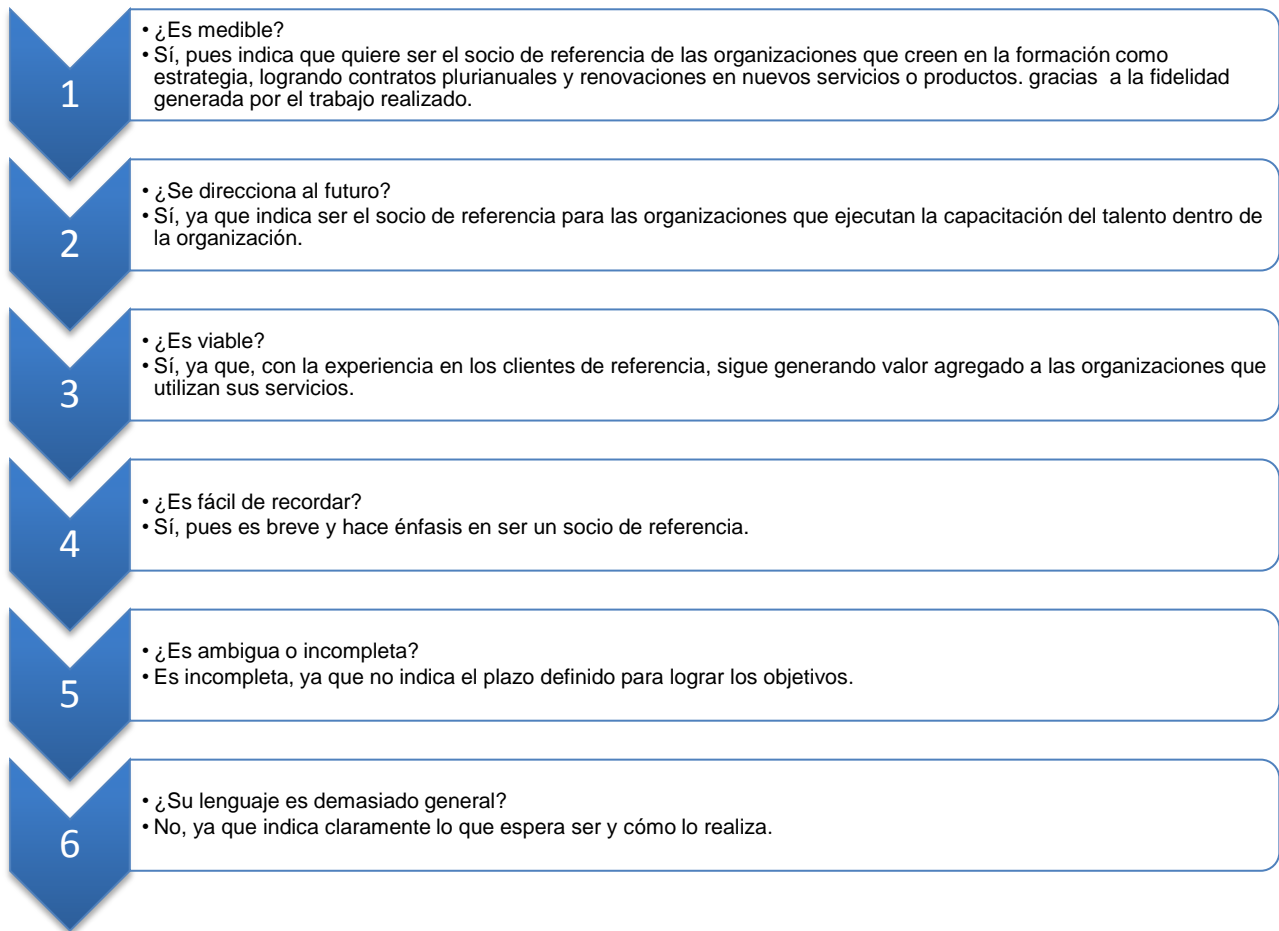 1
• ¿Es medible?
• Sí, pues indica que quiere ser el socio de referencia de las organizaciones que creen en la formación como
estrategia, logrando contratos plurianuales y renovaciones en nuevos servicios o productos. gracias a la fidelidad
generada por el trabajo realizado.
2
• ¿Se direcciona al futuro?
• Sí, ya que indica ser el socio de referencia para las organizaciones que ejecutan la capacitación del talento dentro de
la organización.
3
• ¿Es viable?
• Sí, ya que, con la experiencia en los clientes de referencia, sigue generando valor agregado a las organizaciones que
utilizan sus servicios.
4
• ¿Es fácil de recordar?
• Sí, pues es breve y hace énfasis en ser un socio de referencia.
5
• ¿Es ambigua o incompleta?
• Es incompleta, ya que no indica el plazo definido para lograr los objetivos.
6
• ¿Su lenguaje es demasiado general?
• No, ya que indica claramente lo que espera ser y cómo lo realiza.